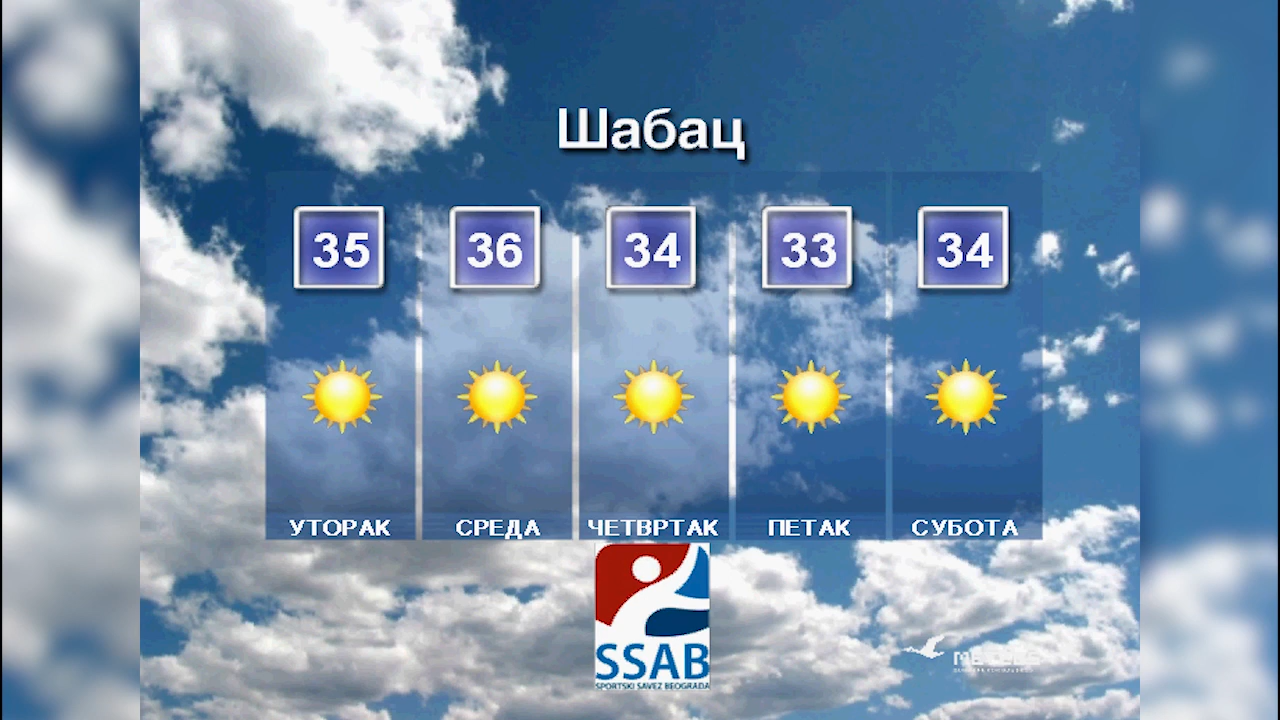 Шабац
35 36 34 33 34
УТОРАК СРЕДА ЧЕТВРТАК ПЕТАК СУБОТА
SSAB
SPORTSKI SAVEZ BEOGRADA